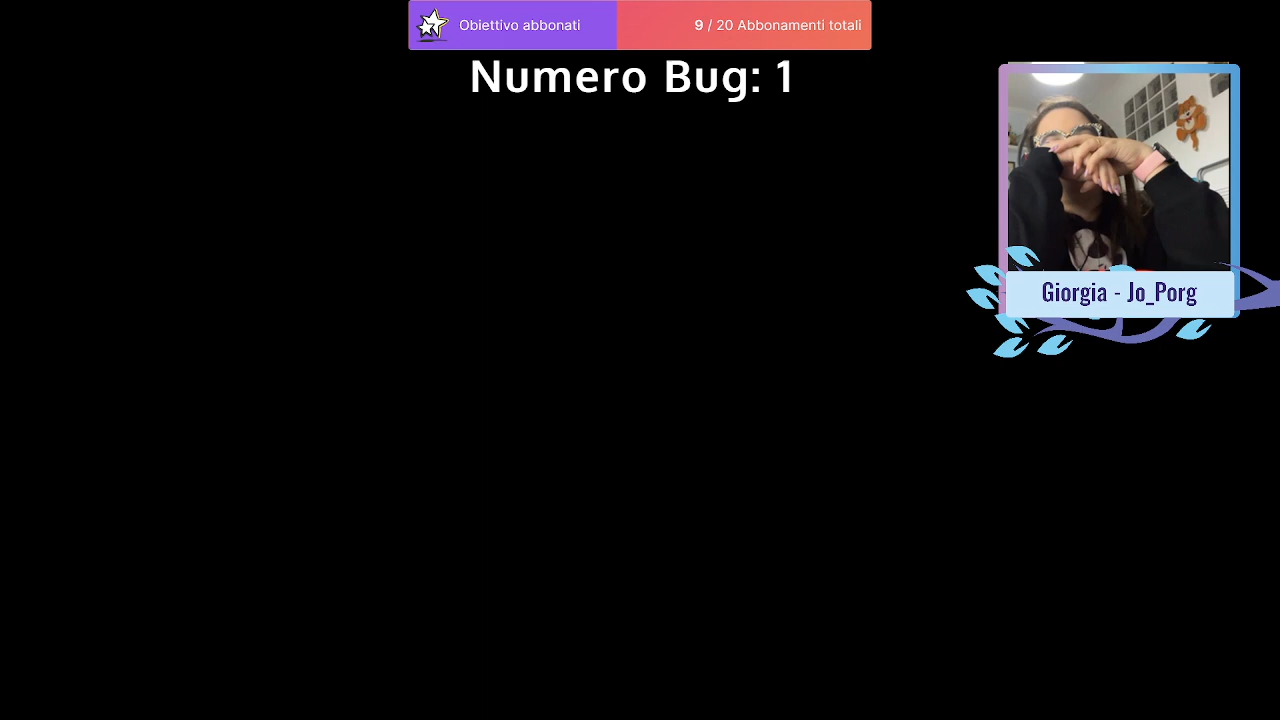 Obiettivo abbonati
9 / 20 Abbonamenti totali
Numero Bug: 1
Giorgia - Jo_Porg